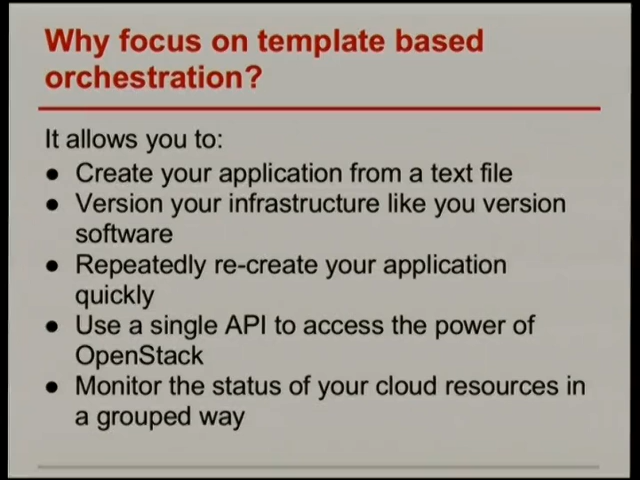 Why focus on template based
orchestration?
It allows you to:
● Create your application from a text file
● Version your infrastructure like you version
software
● Repeatedly re-create your application
quickly
● Use a single API to access the power of
OpenStack
● Monitor the status of your cloud resources in
a grouped way